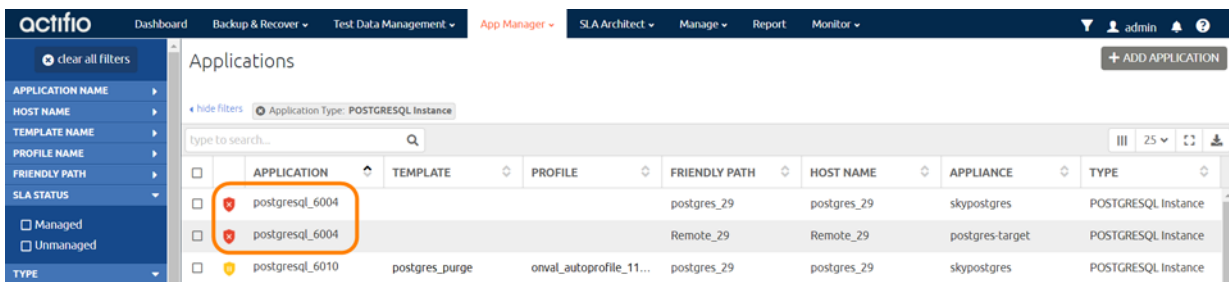 actifio Dashboard Backup & Recover Test Data Management App Manager SLA Architect Manage Report Monitor admin
clear all filters
Applications
+ ADD APPLICATION
APPLICATION NAME
HOST NAME
hide filters Application Type: POSTGRESQL Instance
TEMPLATE NAME
type to search... 25
PROFILE NAME
FRIENDLY PATH
APPLICATION TEMPLATE PROFILE FRIENDLY PATH HOST NAME APPLIANCE TYPE
SLA STATUS
postgresql_6004 postgres_29 postgres_29 skypostgres POSTGRESQL Instance
Managed
postgresql_6004 Remote_29 Remote_29 postgres-target POSTGRESQL Instance
Unmanaged
postgresql_6010 postgres_purge onval_autoprofile_11... postgres_29 postgres_29 skypostgres POSTGRESQL Instance
TYPE